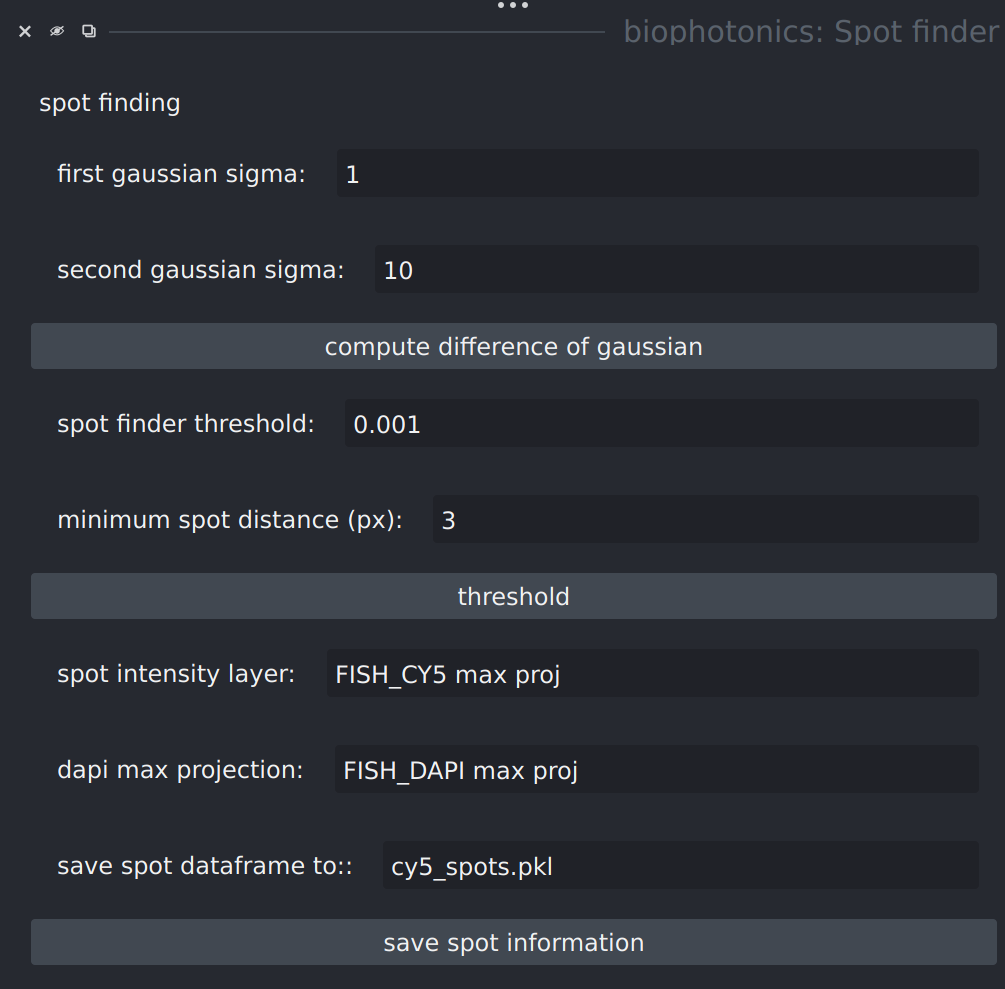 biophotonics: Spot finder
spot finding
first gaussian sigma: 1
second gaussian sigma: 10
compute difference of gaussian
spot finder threshold: 0.001
minimum spot distance (px): 3
threshold
spot intensity layer: FISH_CY5 max proj
dapi max projection: FISH_DAPI max proj
save spot dataframe to:: cy5_spots.pkl
save spot information